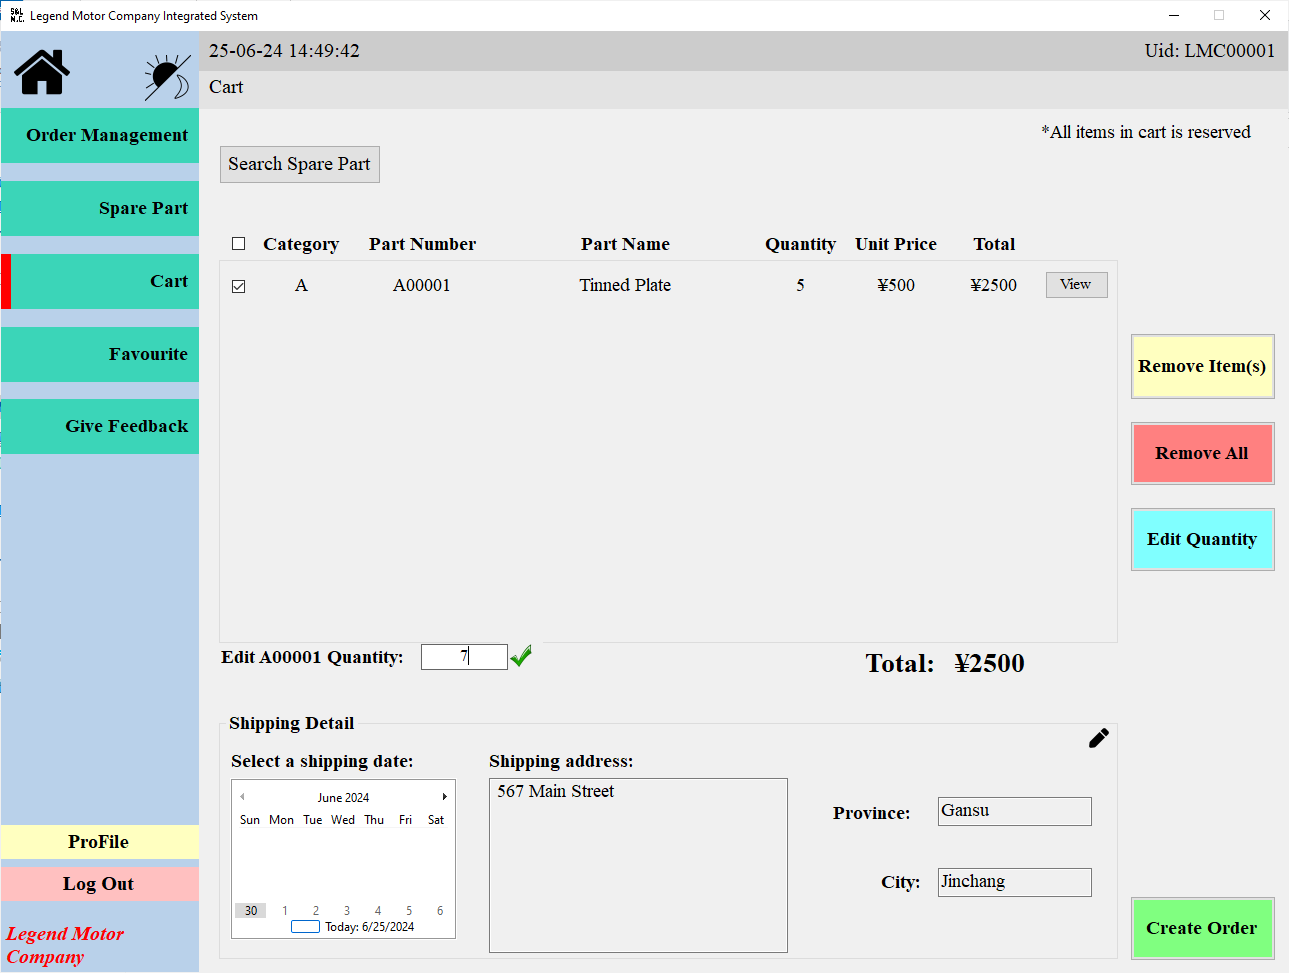 S&L
M.C.
Legend Motor Company Integrated System
25-06-24 14:49:42
Uid: LMC00001
Cart
Order Management
Spare Part
Cart
Favourite
Give Feedback
ProFile
Log Out
Legend Motor
Company
*All items in cart is reserved
Search Spare Part
Category Part Number Part Name Quantity Unit Price Total
A A00001 Tinned Plate 5 ¥500 ¥2500 View
Remove Item(s)
Remove All
Edit Quantity
Edit A00001 Quantity: 7
Total: ¥2500
Shipping Detail
Select a shipping date:
June 2024
Sun Mon Tue Wed Thu Fri Sat
30 1 2 3 4 5 6
Today: 6/25/2024
Shipping address:
567 Main Street
Province: Gansu
City: Jinchang
Create Order